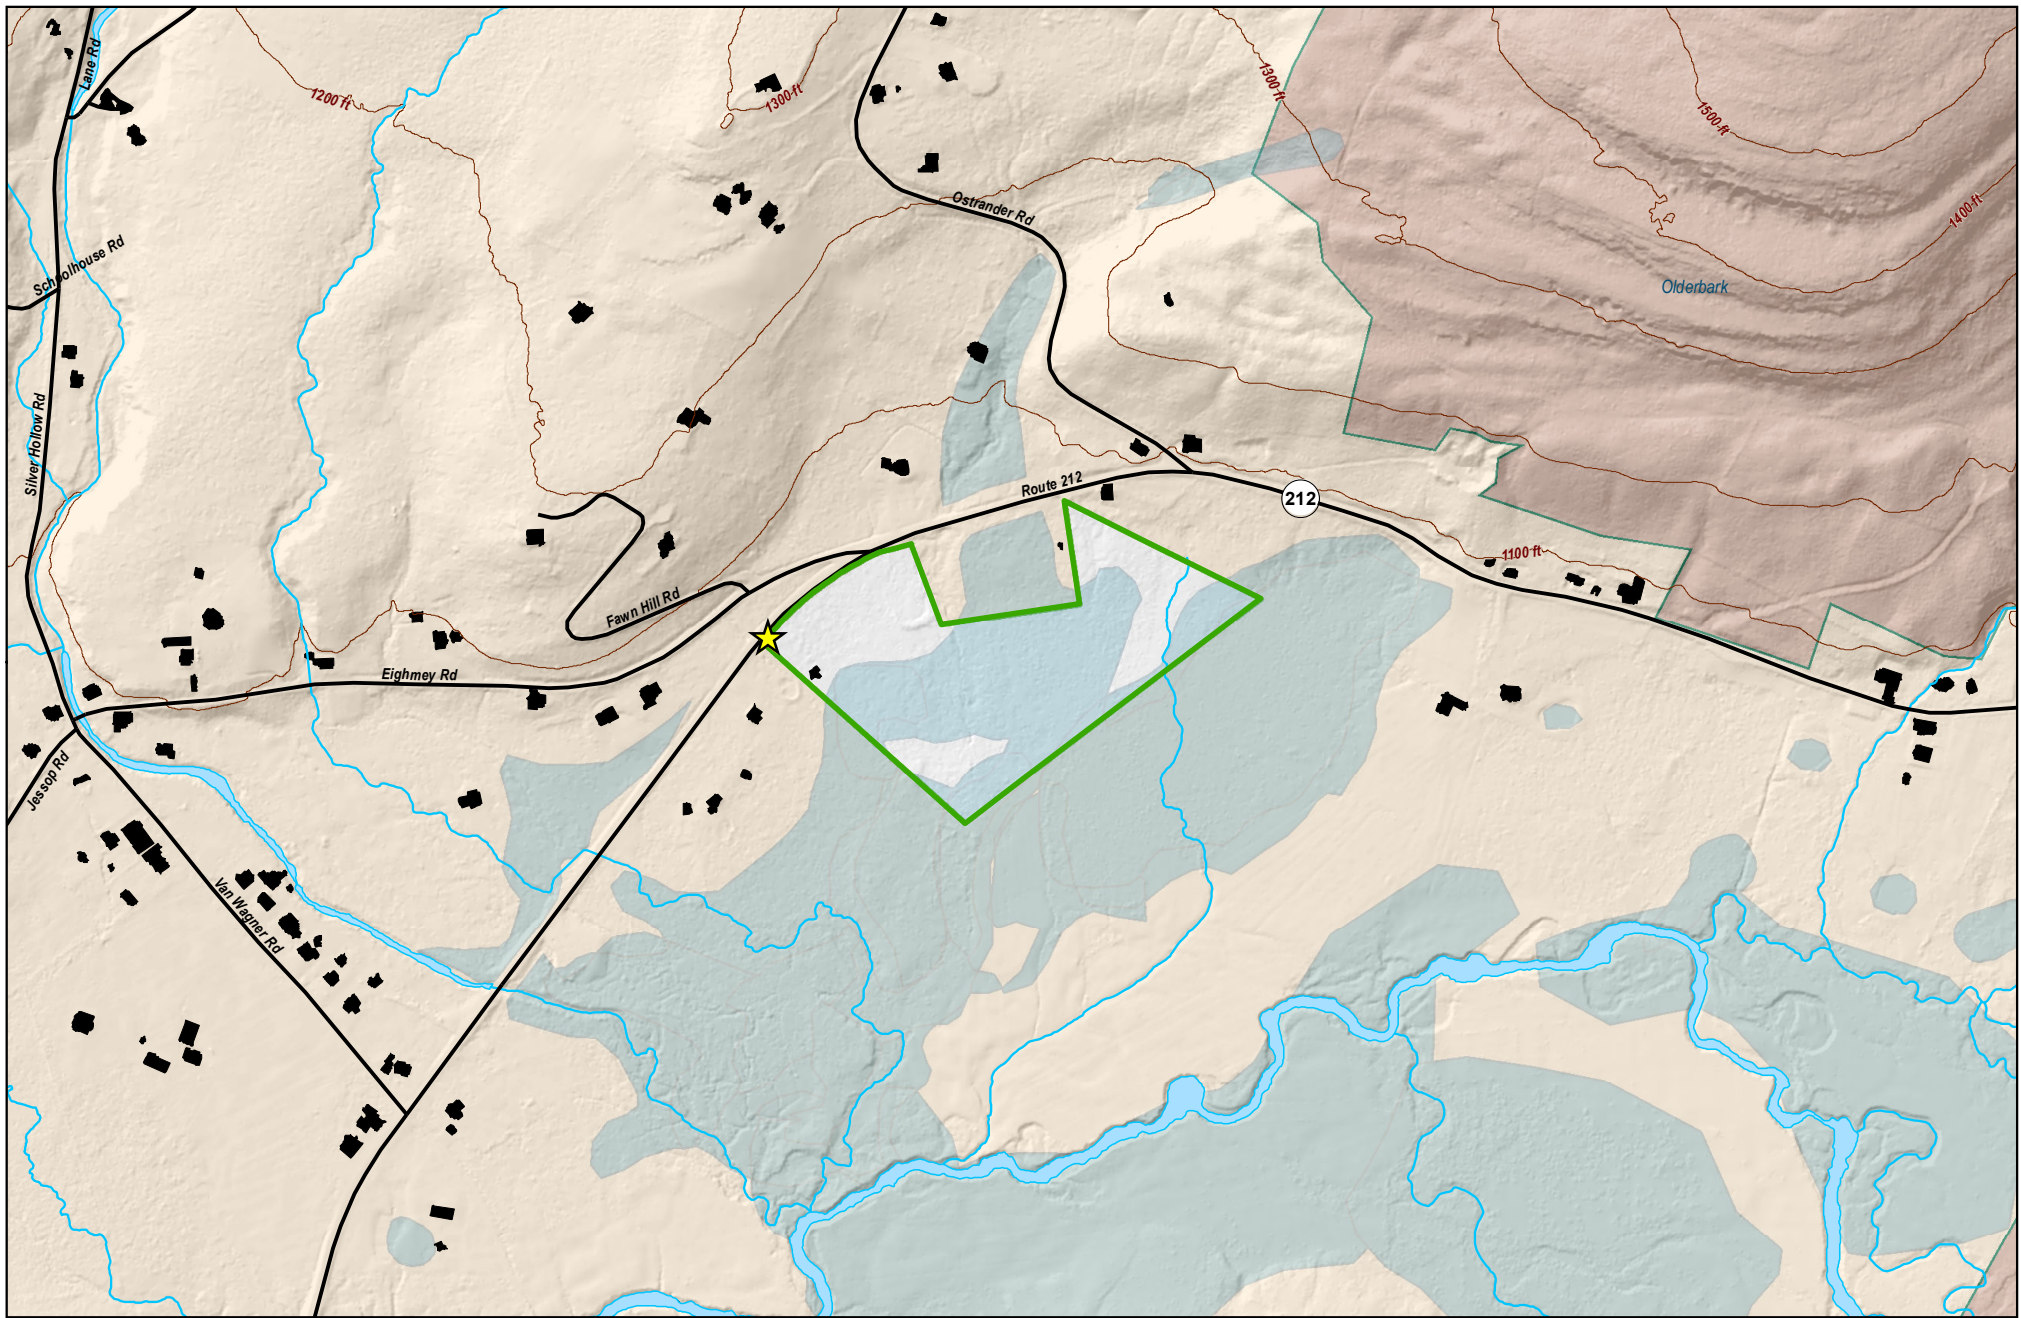 Lane Rd
1200 ft
1300 ft
1300 ft
1500 ft
Ostrander Rd
1400 ft
Schoolhouse Rd
Olderbark
Silver Hollow Rd
Route 212
212
1100 ft
Fawn Hill Rd
Eighmey Rd
Jessop Rd
Van Wagner Rd